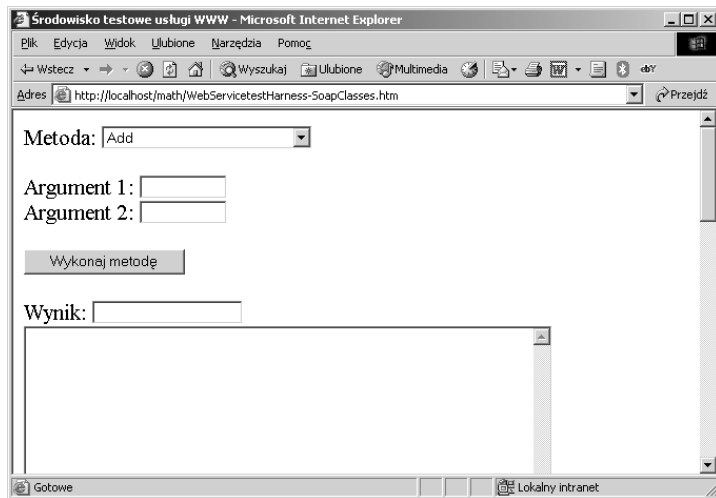 Środowisko testowe usługi WWW - Microsoft Internet Explorer
Plik Edycja Widok Ulubione Narzędzia Pomoc
Wstecz Wyszukaj Ulubione Multimedia ebY
Adres http://localhost/math/WebServicetestHarness-SoapClasses.htm Przejdź
Metoda: Add
Argument 1:
Argument 2:
Wykonaj metodę
Wynik:
Gotowe Lokalny intranet